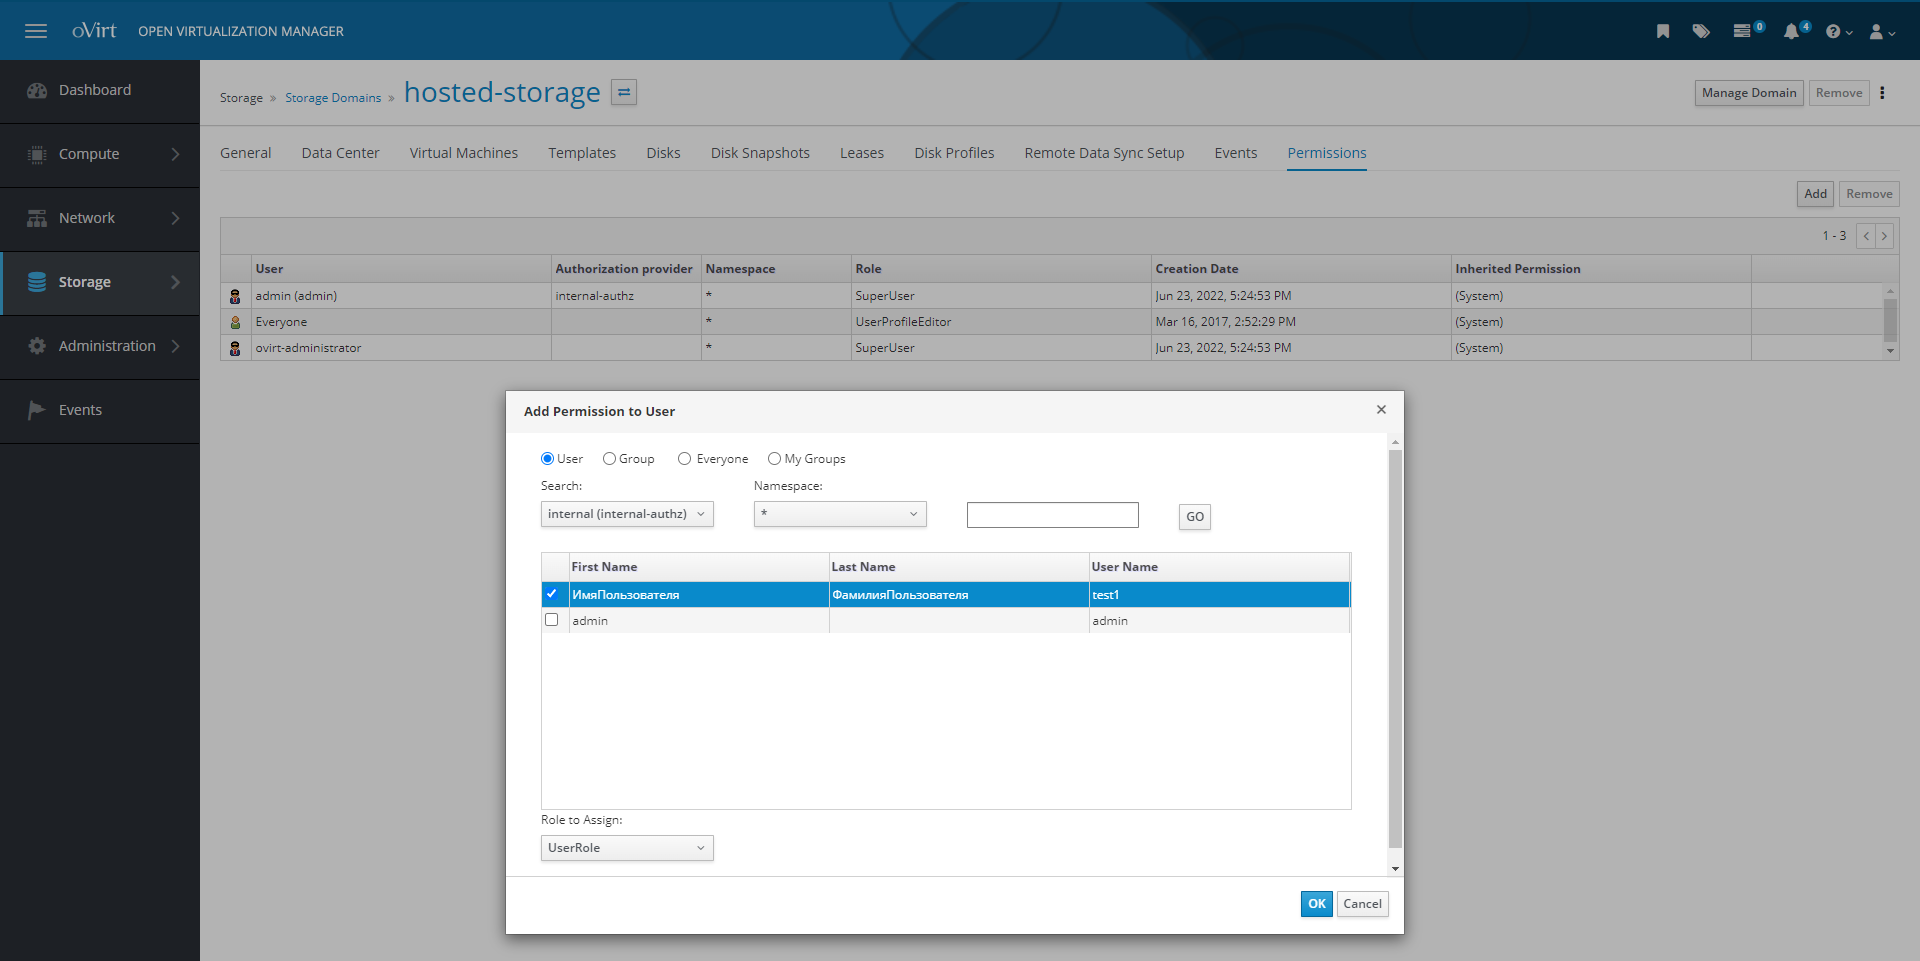 oVirt OPEN VIRTUALIZATION MANAGER 0 4 ?
Dashboard
Compute
Network
Storage
Administration
Events
Storage » Storage Domains » hosted-storage
Manage Domain Remove
General Data Center Virtual Machines Templates Disks Disk Snapshots Leases Disk Profiles Remote Data Sync Setup Events Permissions
Add Remove
1 - 3 < >
User Authorization provider Namespace Role Creation Date Inherited Permission
admin (admin) internal-authz * SuperUser Jun 23, 2022, 5:24:53 PM (System)
Everyone * UserProfileEditor Mar 16, 2017, 2:52:29 PM (System)
ovirt-administrator * SuperUser Jun 23, 2022, 5:24:53 PM (System)
Add Permission to User ×
User Group Everyone My Groups
Search: Namespace:
internal (internal-authz) * GO
First Name Last Name User Name
ИмяПользователя ФамилияПользователя test1
admin admin
Role to Assign:
UserRole
OK Cancel